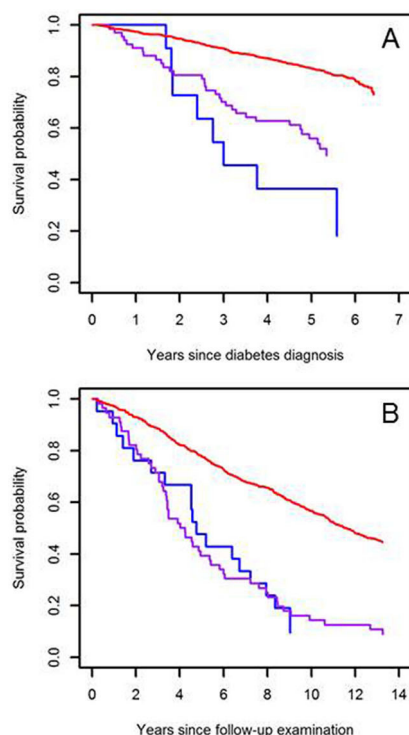 A
1.0
0.8
0.6
0.4
0.2
0.0
Survival probability
0 1 2 3 4 5 6 7
Years since diabetes diagnosis
B
1.0
0.8
0.6
0.4
0.2
0.0
Survival probability
0 2 4 6 8 10 12 14
Years since follow-up examination